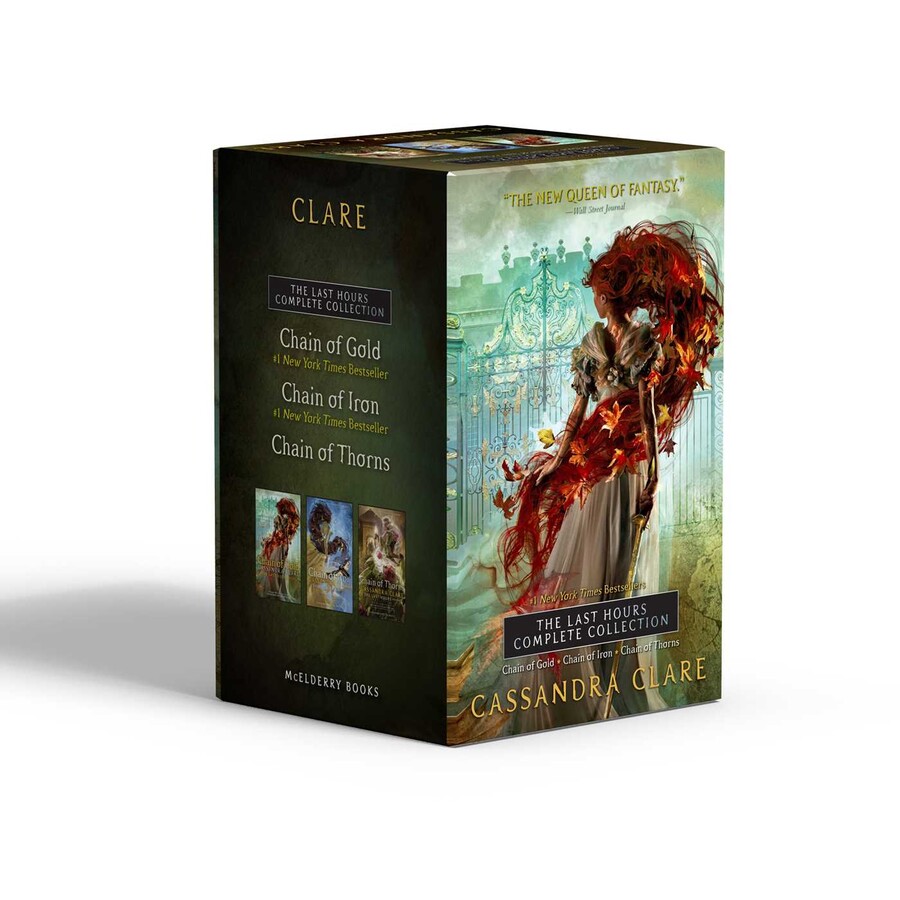 CLARE
THE LAST HOURS
COMPLETE COLLECTION
Chain of Gold
#1 New York Times Bestseller
Chain of Iron
#1 New York Times Bestseller
Chain of Thorns
McELDERRY BOOKS
"THE NEW QUEEN OF FANTASY."
—Wall Street Journal
#1 New York Times Bestsellers
THE LAST HOURS
COMPLETE COLLECTION
Chain of Gold • Chain of Iron • Chain of Thorns
CASSANDRA CLARE